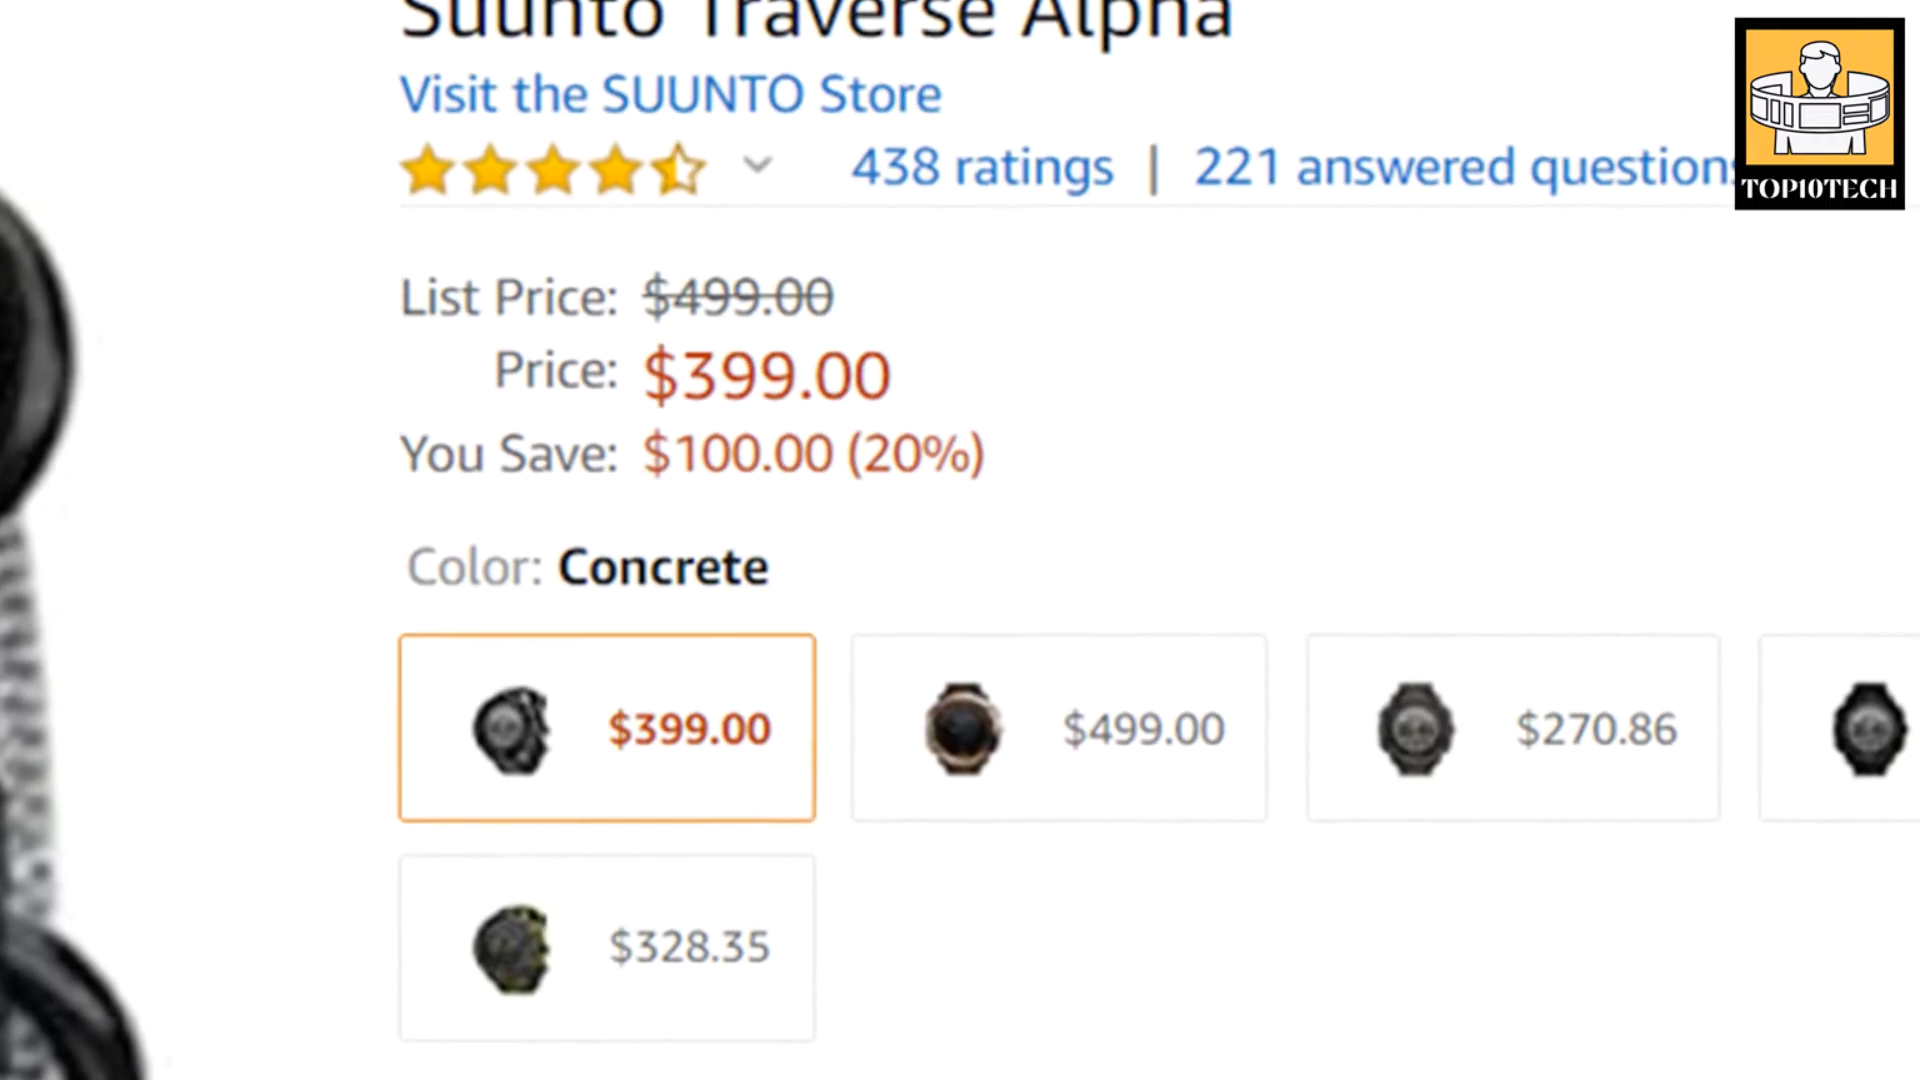 Suunto Traverse Alpha
Visit the SUUNTO Store
438 ratings | 221 answered questions
TOP10TECH
List Price: $499.00
Price: $399.00
You Save: $100.00 (20%)
Color: Concrete
$399.00
$499.00
$270.86
$328.35